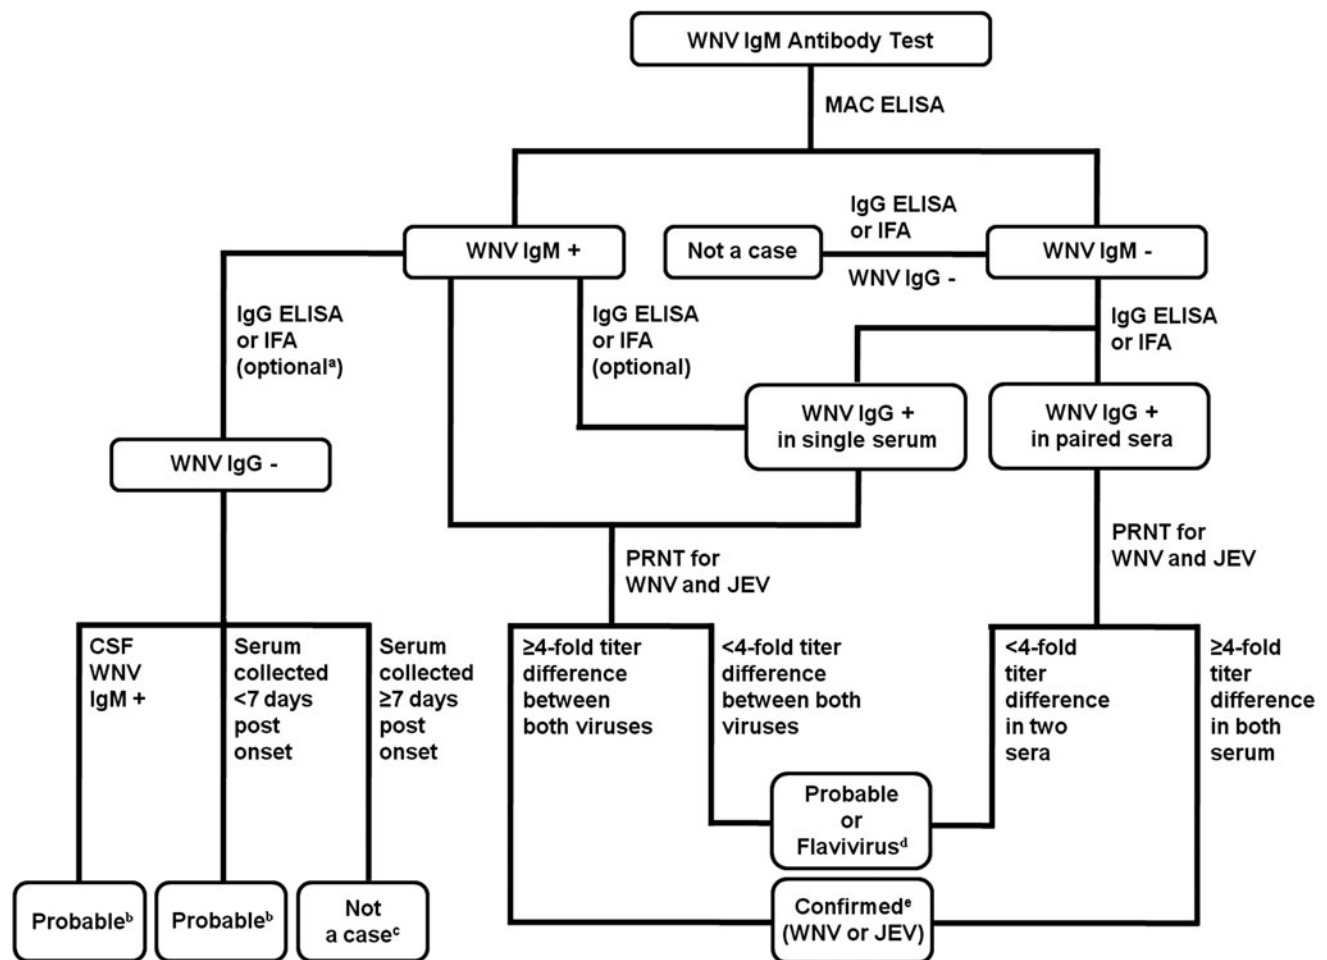 WNV IgM Antibody Test
MAC ELISA
IgG ELISA
or IFA
WNV IgM +
Not a case
WNV IgM -
WNV IgG -
IgG ELISA
or IFA
(optionalᵃ)
IgG ELISA
or IFA
(optional)
IgG ELISA
or IFA
WNV IgG +
in single serum
WNV IgG +
in paired sera
WNV IgG -
PRNT for
WNV and JEV
PRNT for
WNV and JEV
CSF
WNV
IgM +
Serum
collected
<7 days
post
onset
Serum
collected
≥7 days
post
onset
≥4-fold titer
difference
between
both viruses
<4-fold titer
difference
between both
viruses
<4-fold
titer
difference
in two
sera
≥4-fold
titer
difference
in both
serum
Probable
or
Flavivirusᵈ
Probableᵇ
Probableᵇ
Not
a caseᶜ
Confirmedᵉ
(WNV or JEV)